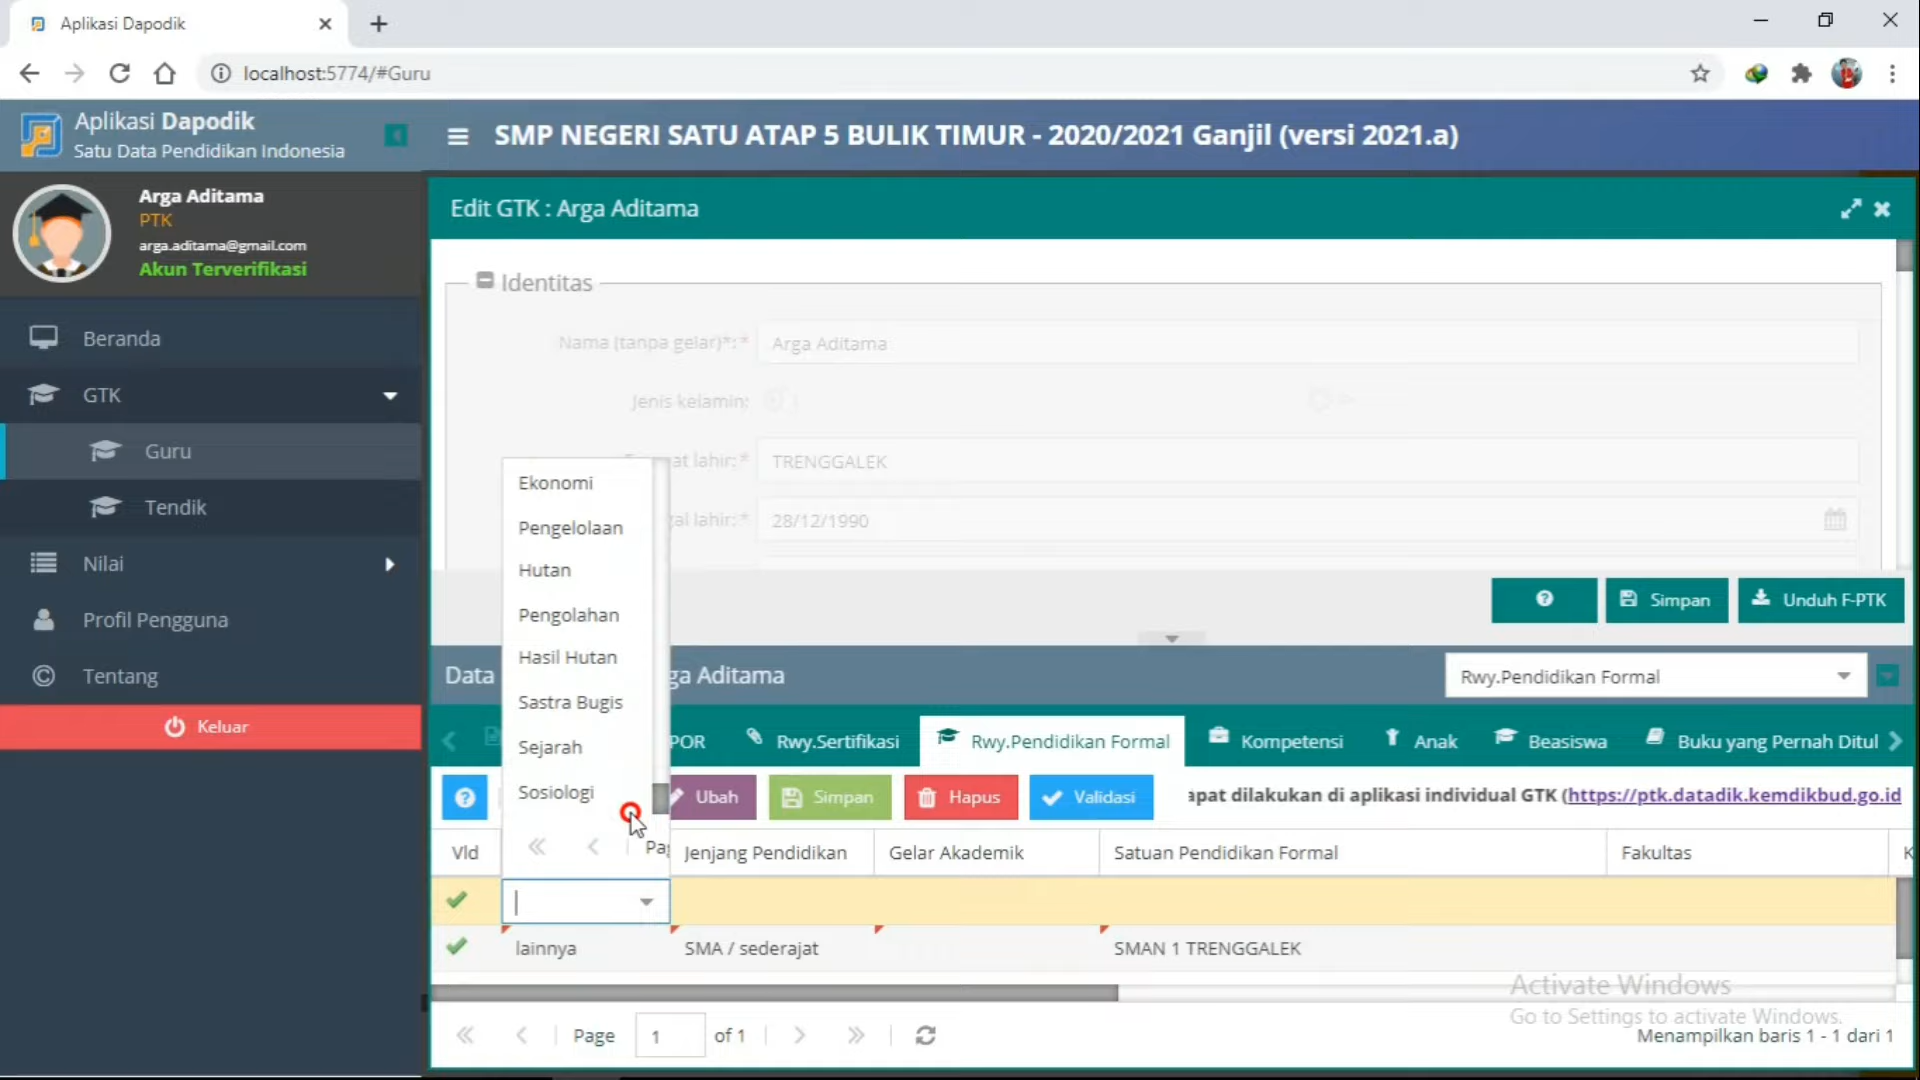 Aplikasi Dapodik
localhost:5774/#Guru
Aplikasi Dapodik
Satu Data Pendidikan Indonesia
SMP NEGERI SATU ATAP 5 BULIK TIMUR - 2020/2021 Ganjil (versi 2021.a)
Arga Aditama
PTK
arga.aditama@gmail.com
Akun Terverifikasi
Beranda
GTK
Guru
Tendik
Nilai
Profil Pengguna
Tentang
Keluar
Edit GTK : Arga Aditama
Identitas
Nama (tanpa gelar)*:* Arga Aditama
Jenis kelamin:
at lahir:* TRENGGALEK
al lahir:* 28/12/1990
Ekonomi
Pengelolaan
Hutan
Pengolahan
Hasil Hutan
Sastra Bugis
Sejarah
Sosiologi
Simpan
Unduh F-PTK
Data ga Aditama
Rwy.Pendidikan Formal
POR
Rwy.Sertifikasi
Rwy.Pendidikan Formal
Kompetensi
Anak
Beasiswa
Buku yang Pernah Ditul
Ubah
Simpan
Hapus
Validasi
apat dilakukan di aplikasi individual GTK (https://ptk.datadik.kemdikbud.go.id
Vld
Pag
Jenjang Pendidikan
Gelar Akademik
Satuan Pendidikan Formal
Fakultas
K
lainnya
SMA / sederajat
SMAN 1 TRENGGALEK
Activate Windows
Go to Settings to activate Windows.
Page 1 of 1
Menampilkan baris 1 - 1 dari 1